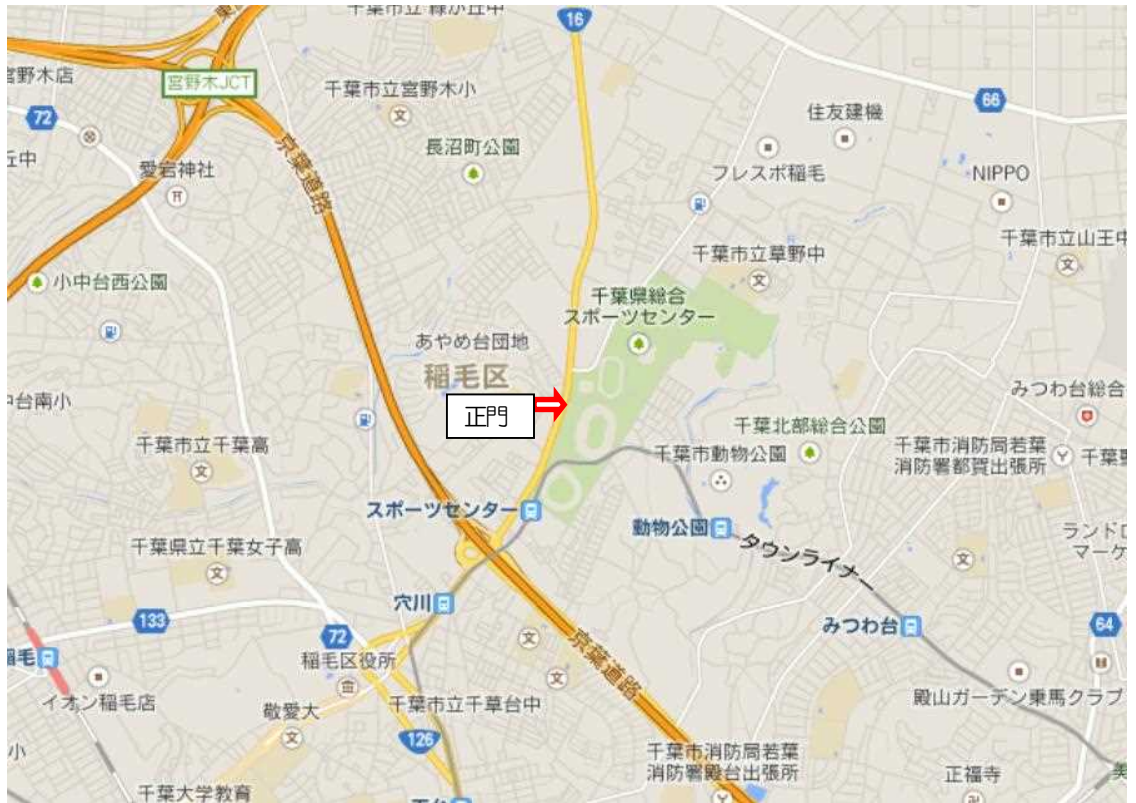 千葉市立緑が丘中
16
宮野木店
宮野木JCT
千葉市立宮野木小
66
72
住友建機
丘中
長沼町公園
京葉道路
愛宕神社
フレスポ稲毛
NIPPO
千葉市立草野中
千葉市立山王中
小中台西公園
千葉県総合
スポーツセンター
あやめ台団地
稲毛区
正門
中台南小
みつわ台総合
千葉北部総合公園
千葉市立千葉高
千葉市動物公園
千葉市消防局若葉
消防署都賀出張所
千葉
スポーツセンター
動物公園
タウンライナー
ランドロ
マーケ
千葉県立千葉女子高
穴川
133
72
みつわ台
64
稲毛
稲毛区役所
京葉道路
イオン稲毛店
敬愛大
千葉市立千草台中
殿山ガーデン乗馬クラブ
126
小
千葉市消防局若葉
消防署殿台出張所
正福寺
千葉大学教育